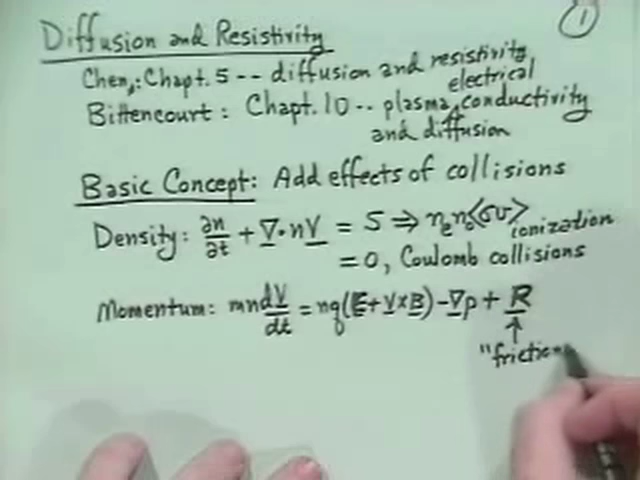 ①
Diffusion and Resistivity
Chen: Chapt. 5 -- diffusion and resistivity
Bittencourt: Chapt. 10 -- plasma electrical conductivity
and diffusion
Basic Concept: Add effects of collisions
Density: ∂n/∂t + ∇·nV = S ⇒ nₑn₀<σv> ionization
= 0, Coulomb collisions
Momentum: mn dV/dt = nq(E + V×B) - ∇p + R
↑
"friction